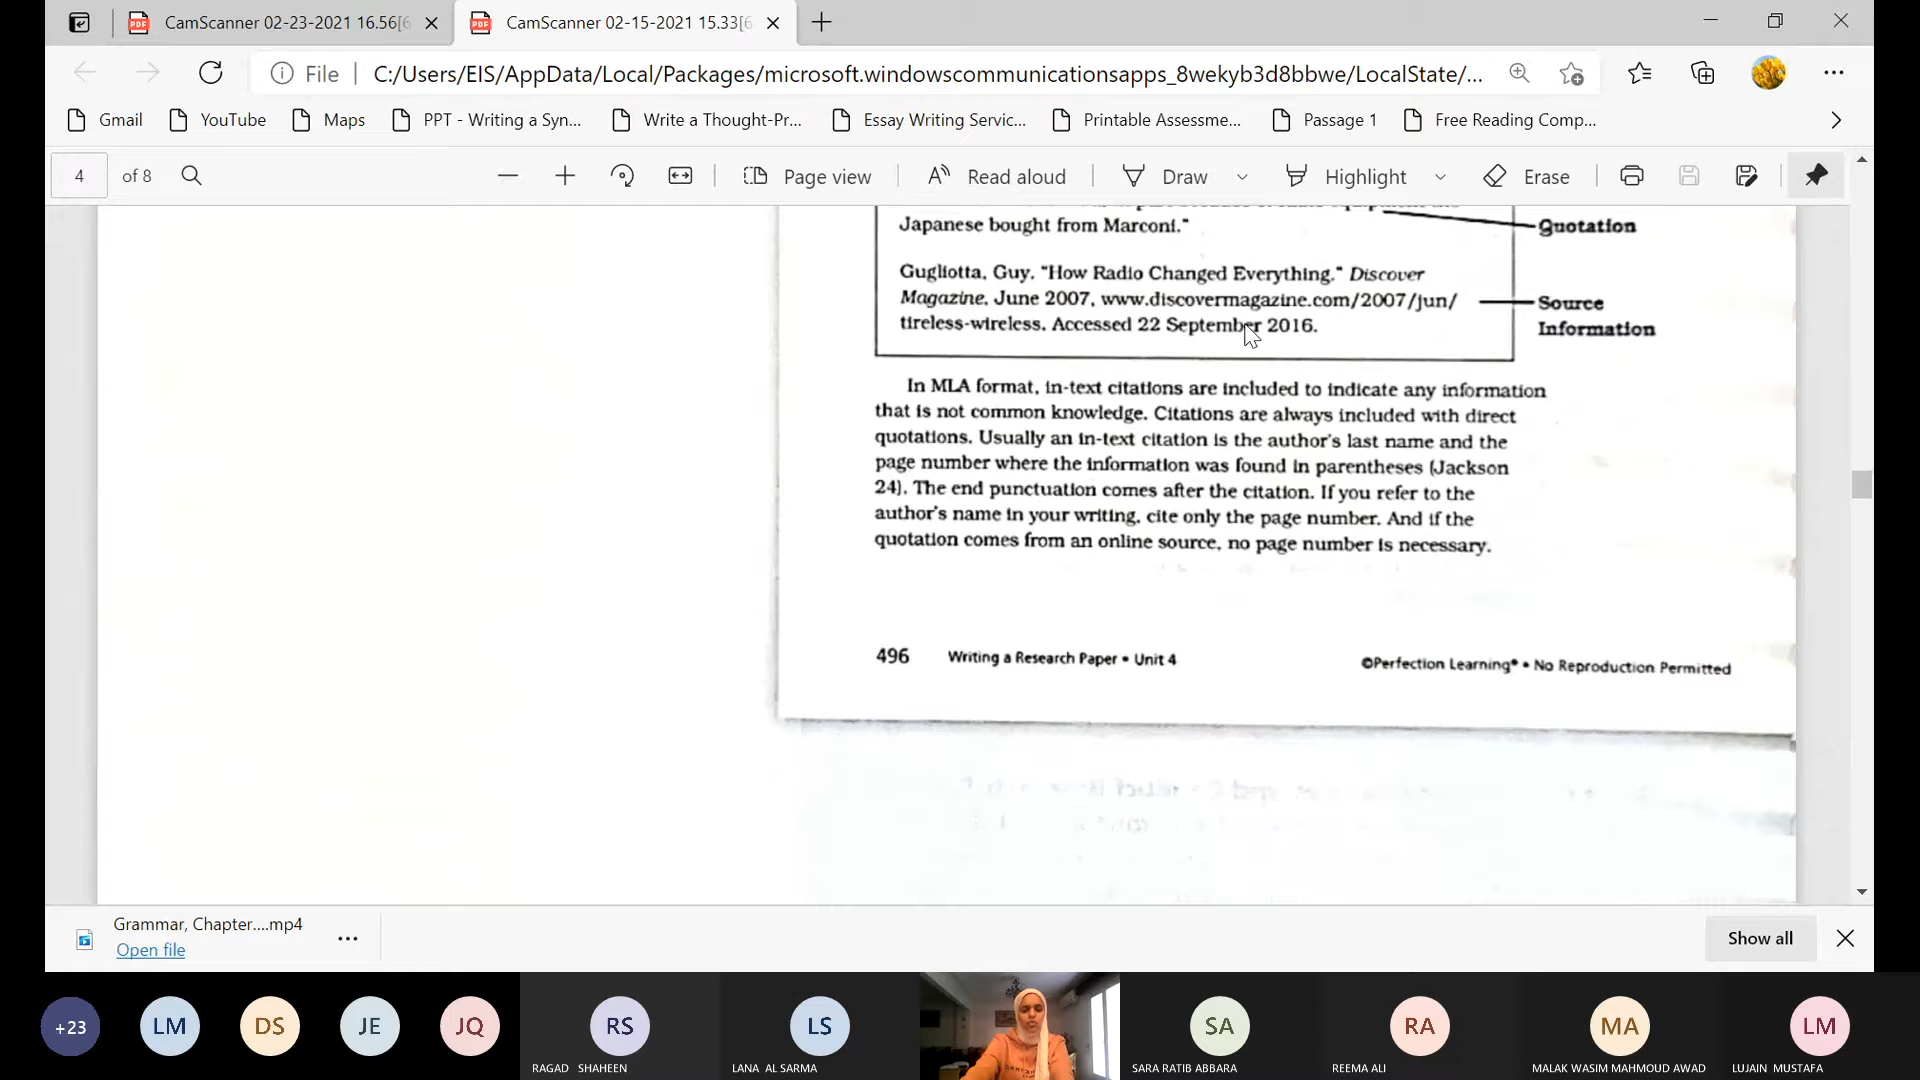 CamScanner 02-23-2021 16.56[6
CamScanner 02-15-2021 15.33[6
File
C:/Users/EIS/AppData/Local/Packages/microsoft.windowscommunicationsapps_8wekyb3d8bbwe/LocalState/...
Gmail
YouTube
Maps
PPT - Writing a Syn...
Write a Thought-Pr...
Essay Writing Servic...
Printable Assessme...
Passage 1
Free Reading Comp...
4 of 8
Page view
Read aloud
Draw
Highlight
Erase
Japanese bought from Marconi."
Quotation
Gugliotta, Guy. "How Radio Changed Everything." Discover
Magazine, June 2007, www.discovermagazine.com/2007/jun/
tireless-wireless. Accessed 22 September 2016.
Source
Information
In MLA format, in-text citations are included to indicate any information
that is not common knowledge. Citations are always included with direct
quotations. Usually an in-text citation is the author's last name and the
page number where the information was found in parentheses (Jackson
24). The end punctuation comes after the citation. If you refer to the
author's name in your writing, cite only the page number. And if the
quotation comes from an online source, no page number is necessary.
496 Writing a Research Paper • Unit 4
©Perfection Learning® • No Reproduction Permitted
Grammar, Chapter....mp4
Open file
Show all
+23
LM
DS
JE
JQ
RS
LS
SA
RA
MA
LM
RAGAD SHAHEEN
LANA AL SARMA
SARA RATIB ABBARA
REEMA ALI
MALAK WASIM MAHMOUD AWAD
LUJAIN MUSTAFA